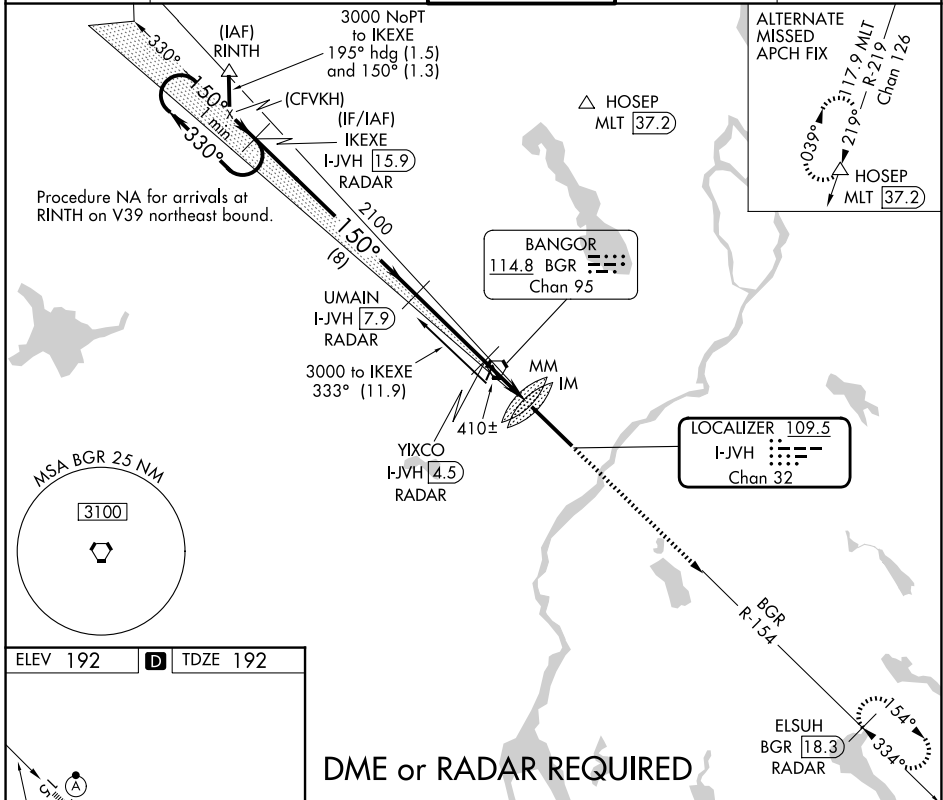 3000 NoPT
to IKEXE
195° hdg (1.5)
and 150° (1.3)
(IAF)
RINTH
330°
150°
1 min
330°
(CFVKH)
(IF/IAF)
IKEXE
I-JVH 15.9
RADAR
HOSEP
MLT 37.2
ALTERNATE
MISSED
APCH FIX
117.9 MLT
R-219
Chan 126
039°
219°
HOSEP
MLT 37.2
Procedure NA for arrivals at
RINTH on V39 northeast bound.
2100
150°
(8)
BANGOR
114.8 BGR
Chan 95
UMAIN
I-JVH 7.9
RADAR
3000 to IKEXE
333° (11.9)
MM
IM
410±
YIXCO
I-JVH 4.5
RADAR
LOCALIZER 109.5
I-JVH
Chan 32
MSA BGR 25 NM
3100
BGR
R-154
ELEV 192
D
TDZE 192
A
15
ELSUH
BGR 18.3
RADAR
154°
334°
DME or RADAR REQUIRED